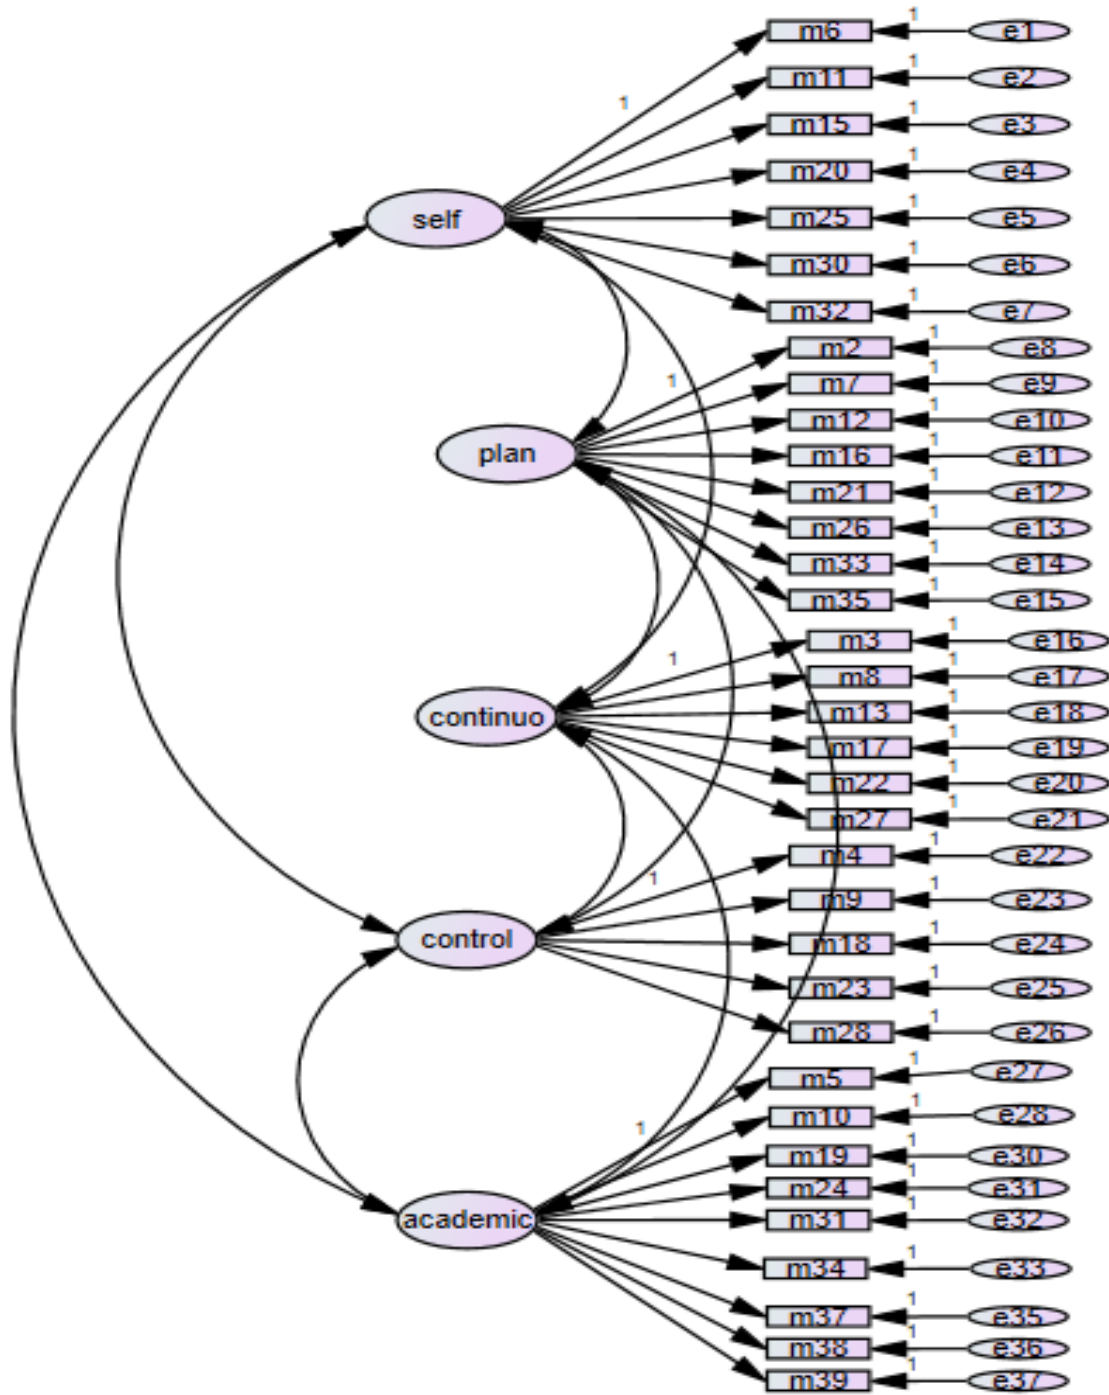 m6 1 e1
m11 1 e2
1
m15 1 e3
m20 1 e4
self m25 1 e5
m30 1 e6
m32 1 e7
m2 1 e8
1 m7 1 e9
m12 1 e10
plan m16 1 e11
m21 1 e12
m26 1 e13
m33 1 e14
m35 1 e15
m3 1 e16
1 m8 1 e17
continuo m13 1 e18
m17 1 e19
m22 1 e20
m27 1 e21
m4 1 e22
1 m9 1 e23
control m18 1 e24
m23 1 e25
m28 1 e26
m5 1 e27
1 m10 1 e28
m19 1 e30
m24 1 e31
academic m31 1 e32
m34 1 e33
m37 1 e35
m38 1 e36
m39 1 e37